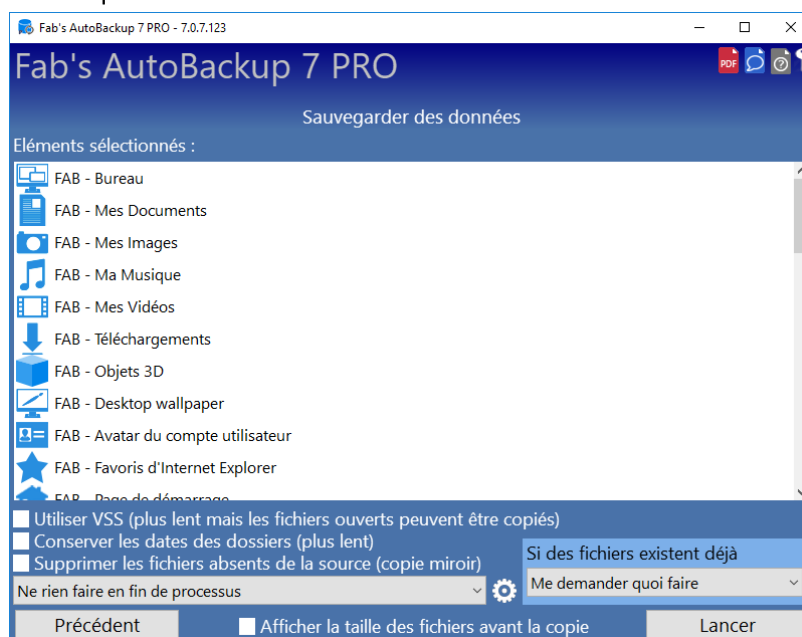 Fab's AutoBackup 7 PRO - 7.0.7.123
Fab's AutoBackup 7 PRO
PDF
?
Sauvegarder des données
Eléments sélectionnés :
FAB - Bureau
FAB - Mes Documents
FAB - Mes Images
FAB - Ma Musique
FAB - Mes Vidéos
FAB - Téléchargements
FAB - Objets 3D
FAB - Desktop wallpaper
FAB - Avatar du compte utilisateur
FAB - Favoris d'Internet Explorer
FAB - Page de démarrage
Utiliser VSS (plus lent mais les fichiers ouverts peuvent être copiés)
Conserver les dates des dossiers (plus lent)
Supprimer les fichiers absents de la source (copie miroir)
Si des fichiers existent déjà
Ne rien faire en fin de processus
Me demander quoi faire
Précédent
Afficher la taille des fichiers avant la copie
Lancer